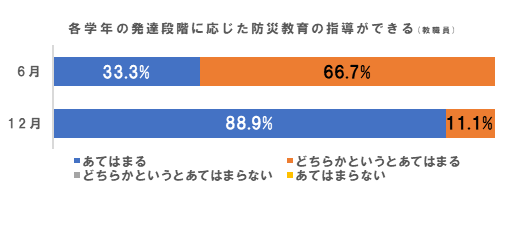 各学年の発達段階に応じた防災教育の指導ができる（教職員）
6月 33.3% 66.7%
12月 88.9% 11.1%
あてはまる どちらかというとあてはまる
どちらかというとあてはまらない あてはまらない